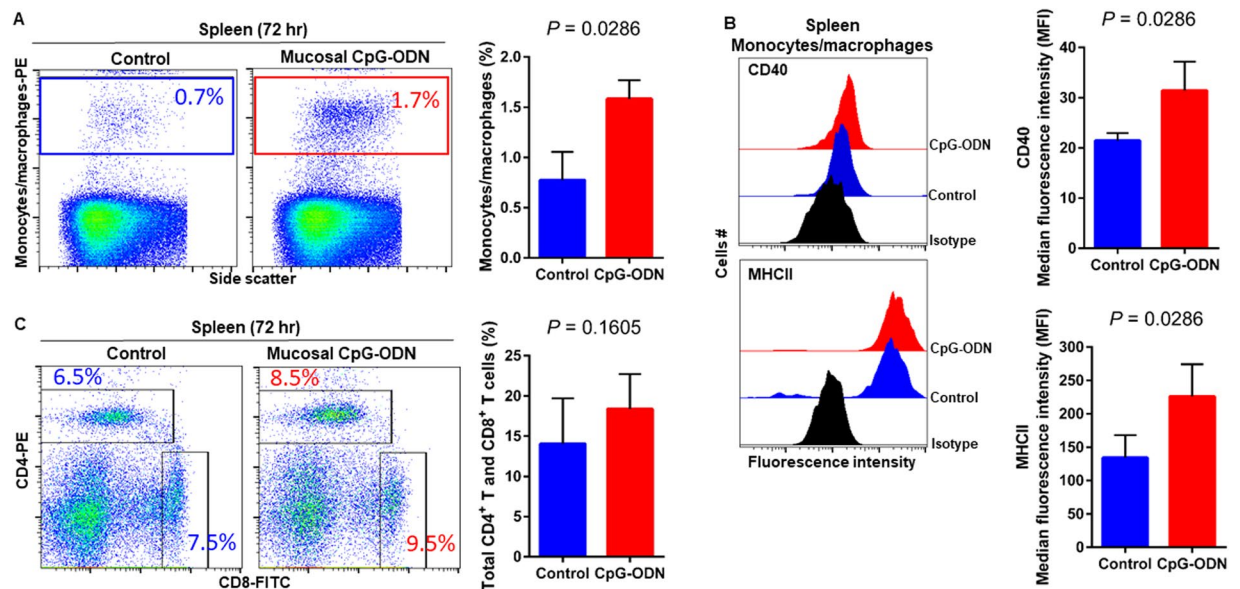 A
Spleen (72 hr)
Control
Mucosal CpG-ODN
Monocytes/macrophages-PE
0.7%
1.7%
Side scatter
P = 0.0286
Monocytes/macrophages (%)
2.0
1.5
1.0
0.5
0.0
Control CpG-ODN
B
Spleen
Monocytes/macrophages
Cells #
CD40
CpG-ODN
Control
Isotype
MHCII
CpG-ODN
Control
Isotype
Fluorescence intensity
P = 0.0286
CD40
Median fluorescence intensity (MFI)
40
30
20
10
0
Control CpG-ODN
P = 0.0286
MHCII
Median fluorescence intensity (MFI)
300
250
200
150
100
50
0
Control CpG-ODN
C
Spleen (72 hr)
Control
Mucosal CpG-ODN
CD4-PE
6.5%
8.5%
7.5%
9.5%
CD8-FITC
P = 0.1605
Total CD4+ T and CD8+ T cells (%)
25
20
15
10
5
0
Control CpG-ODN